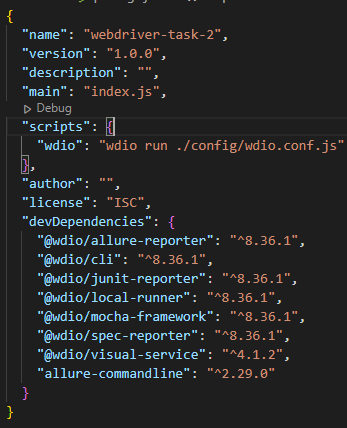 {
"name": "webdriver-task-2",
"version": "1.0.0",
"description": "",
"main": "index.js",
Debug
"scripts": {
"wdio": "wdio run ./config/wdio.conf.js"
},
"author": "",
"license": "ISC",
"devDependencies": {
"@wdio/allure-reporter": "^8.36.1",
"@wdio/cli": "^8.36.1",
"@wdio/junit-reporter": "^8.36.1",
"@wdio/local-runner": "^8.36.1",
"@wdio/mocha-framework": "^8.36.1",
"@wdio/spec-reporter": "^8.36.1",
"@wdio/visual-service": "^4.1.2",
"allure-commandline": "^2.29.0"
}
}